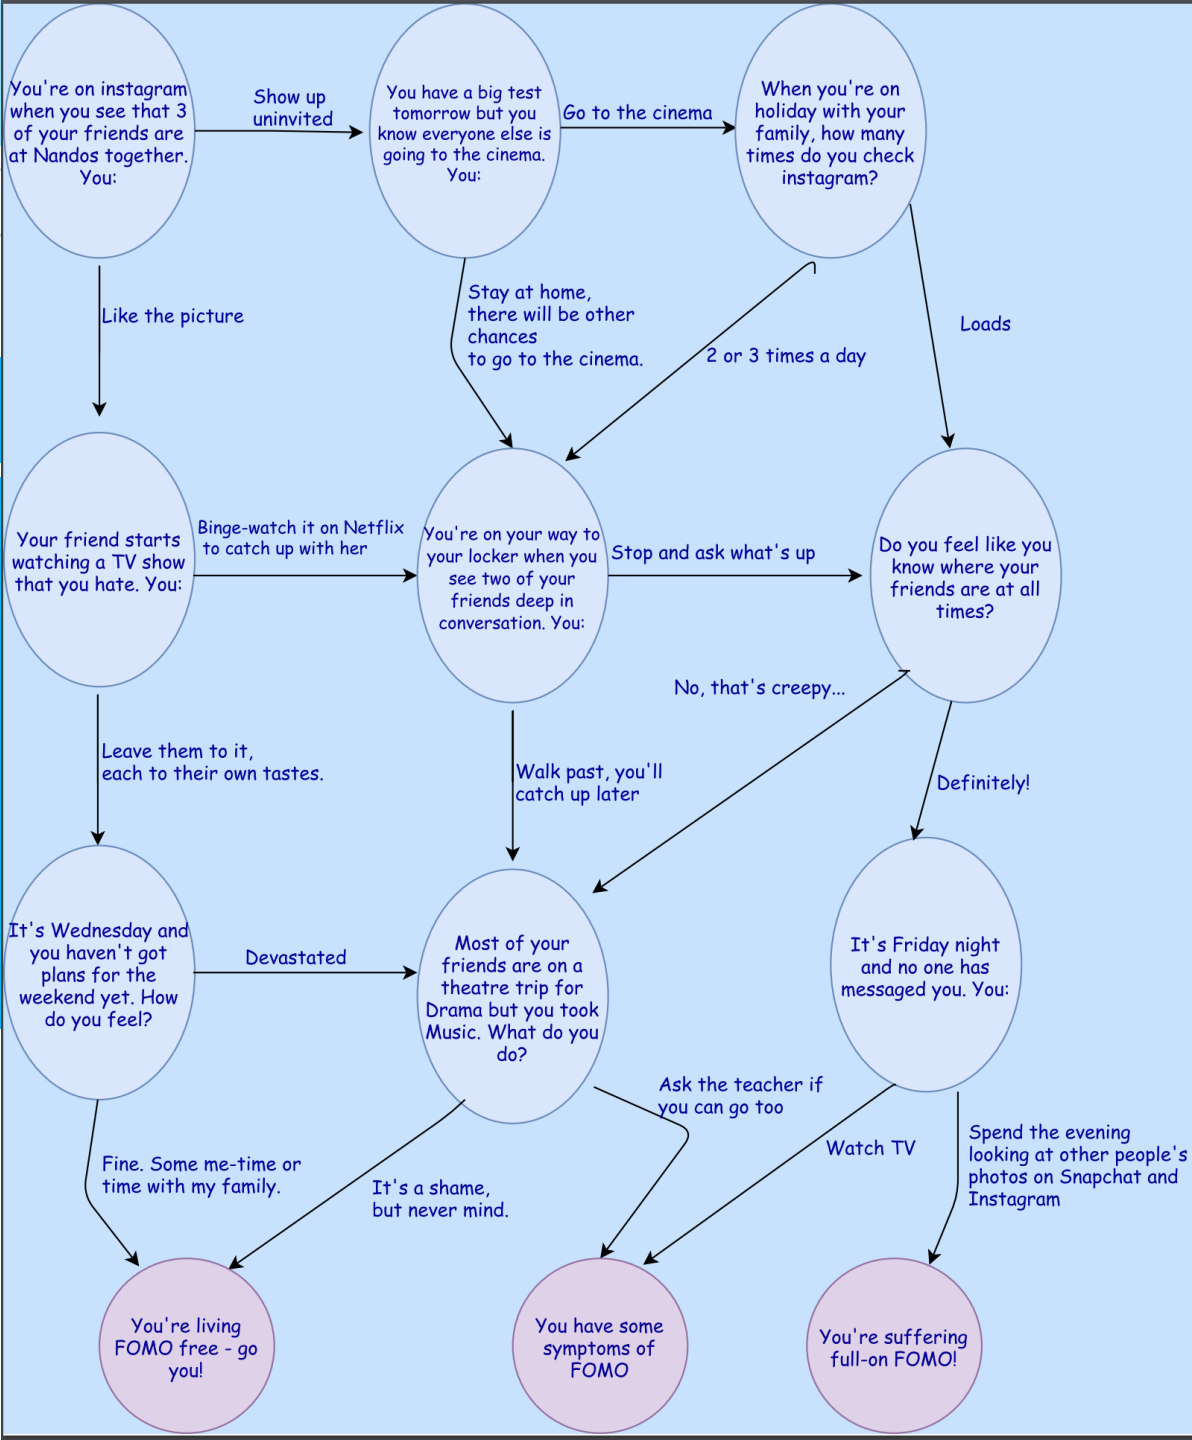 You're on instagram
when you see that 3
of your friends are
at Nandos together.
You:
Show up
uninvited
You have a big test
tomorrow but you
know everyone else is
going to the cinema.
You:
Go to the cinema
When you're on
holiday with your
family, how many
times do you check
instagram?
Like the picture
Stay at home,
there will be other
chances
to go to the cinema.
2 or 3 times a day
Loads
Your friend starts
watching a TV show
that you hate. You:
Binge-watch it on Netflix
to catch up with her
You're on your way to
your locker when you
see two of your
friends deep in
conversation. You:
Stop and ask what's up
Do you feel like you
know where your
friends are at all
times?
No, that's creepy...
Leave them to it,
each to their own tastes.
Walk past, you'll
catch up later
Definitely!
It's Wednesday and
you haven't got
plans for the
weekend yet. How
do you feel?
Devastated
Most of your
friends are on a
theatre trip for
Drama but you took
Music. What do you
do?
It's Friday night
and no one has
messaged you. You:
Fine. Some me-time or
time with my family.
It's a shame,
but never mind.
Ask the teacher if
you can go too
Watch TV
Spend the evening
looking at other people's
photos on Snapchat and
Instagram
You're living
FOMO free - go
you!
You have some
symptoms of
FOMO
You're suffering
full-on FOMO!